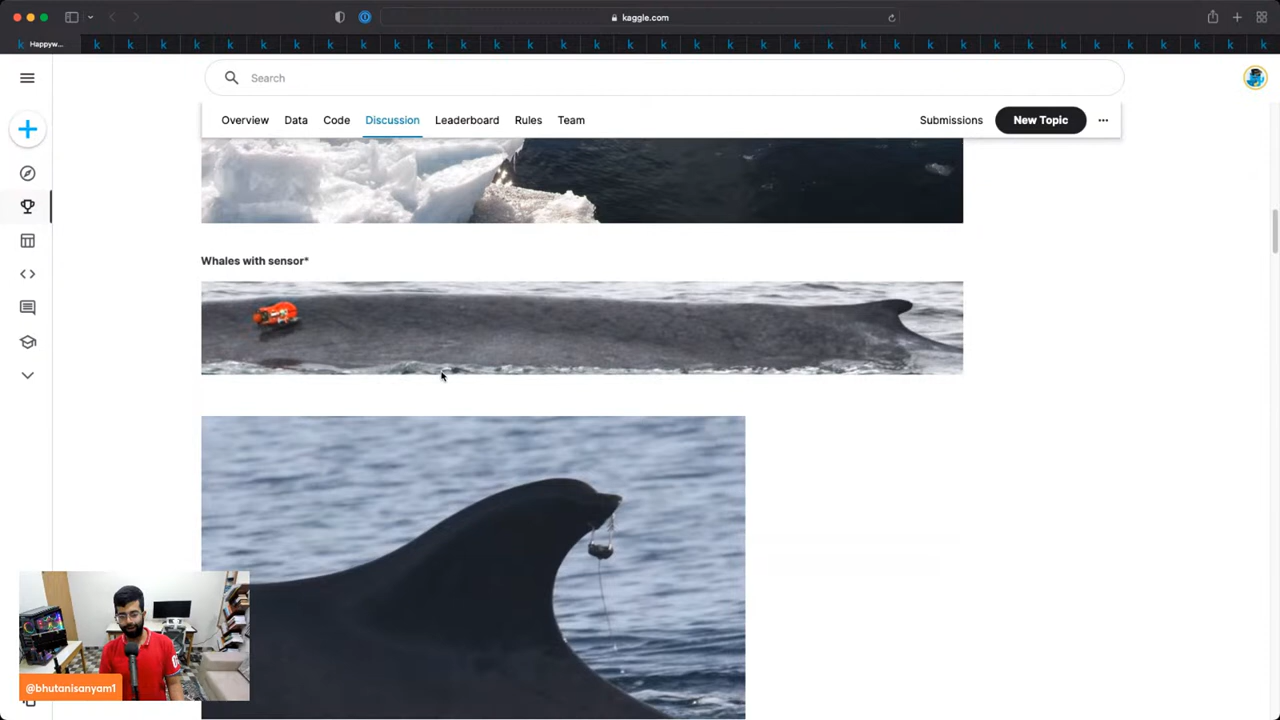 kaggle.com
Happyw...
Search
Overview Data Code Discussion Leaderboard Rules Team Submissions New Topic
Whales with sensor*
@bhutanisanyam1